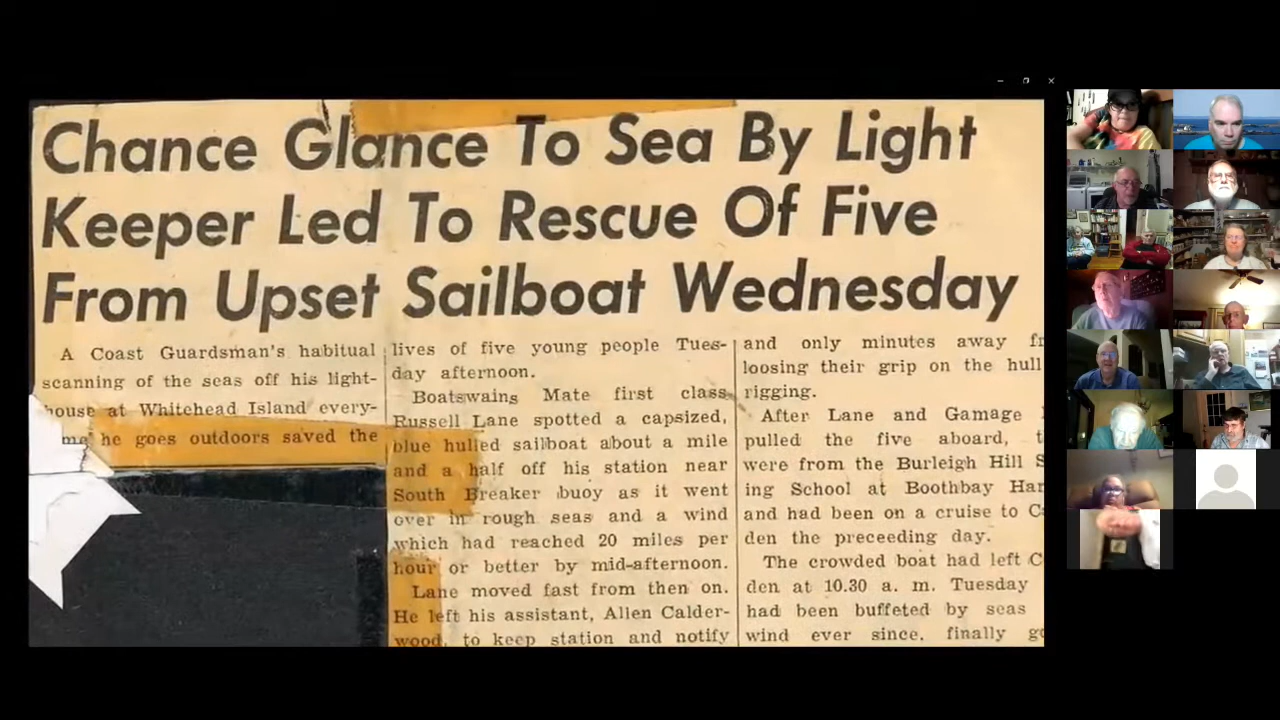 Chance Glance To Sea By Light
Keeper Led To Rescue Of Five
From Upset Sailboat Wednesday
A Coast Guardsman's habitual
scanning of the seas off his light-
house at Whitehead Island every-
me he goes outdoors saved the
lives of five young people Tues-
day afternoon.
Boatswains Mate first class
Russell Lane spotted a capsized,
blue hulled sailboat about a mile
and a half off his station near
South Breaker buoy as it went
over in rough seas and a wind
which had reached 20 miles per
hour or better by mid-afternoon.
Lane moved fast from then on.
He left his assistant, Allen Calder-
wood, to keep station and notify
and only minutes away fr
loosing their grip on the hull
rigging.
After Lane and Gamage
pulled the five aboard, t
were from the Burleigh Hill S
ing School at Boothbay Har
and had been on a cruise to C
den the preceeding day.
The crowded boat had left C
den at 10.30 a. m. Tuesday
had been buffeted by seas
wind ever since, finally g